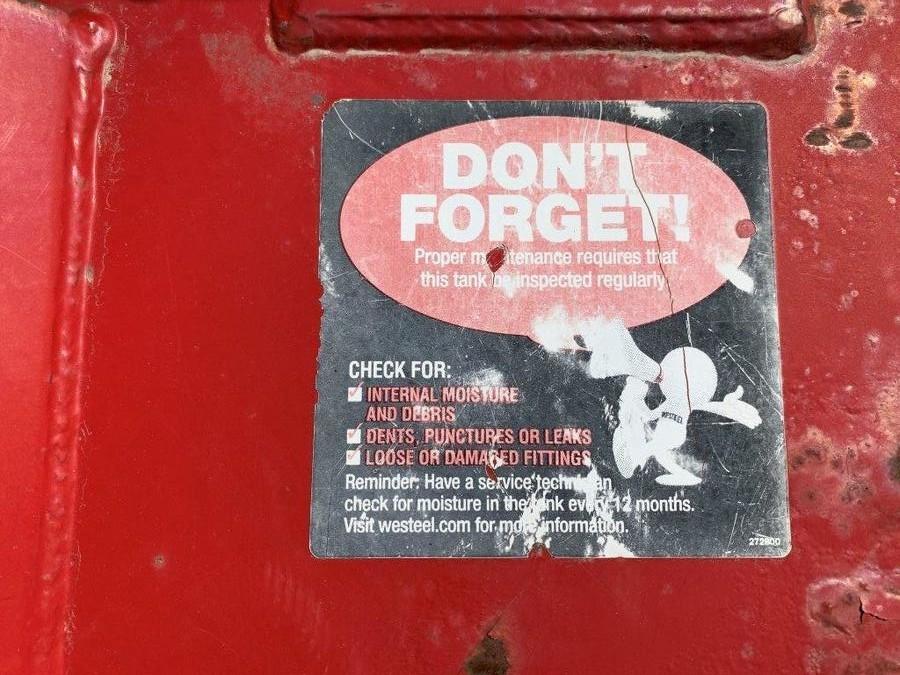 DON'T
FORGET!
Proper maintenance requires that
this tank be inspected regularly.
CHECK FOR:
INTERNAL MOISTURE
AND DEBRIS
DENTS, PUNCTURES OR LEAKS
LOOSE OR DAMAGED FITTINGS
Reminder: Have a service technician
check for moisture in the tank every 12 months.
Visit westeel.com for more information.
WESTEEL
272800